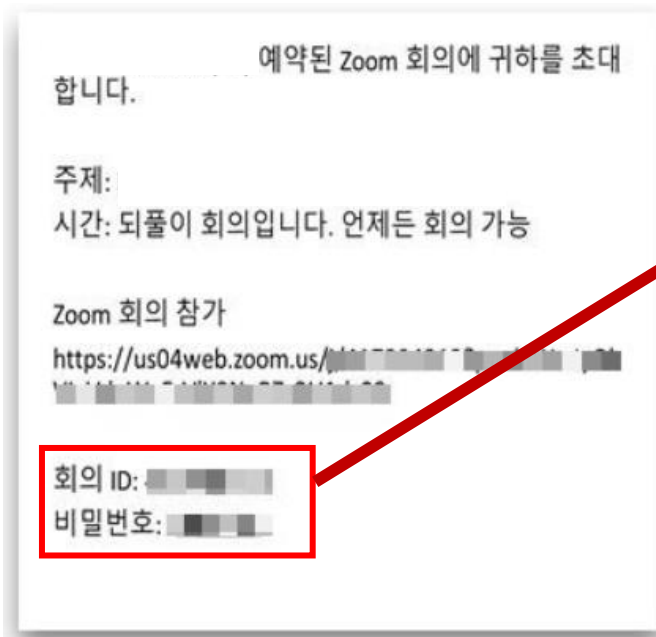 예약된 Zoom 회의에 귀하를 초대
합니다.
주제:
시간: 되풀이 회의입니다. 언제든 회의 가능
Zoom 회의 참가
https://us04web.zoom.us/
회의 ID:
비밀번호: